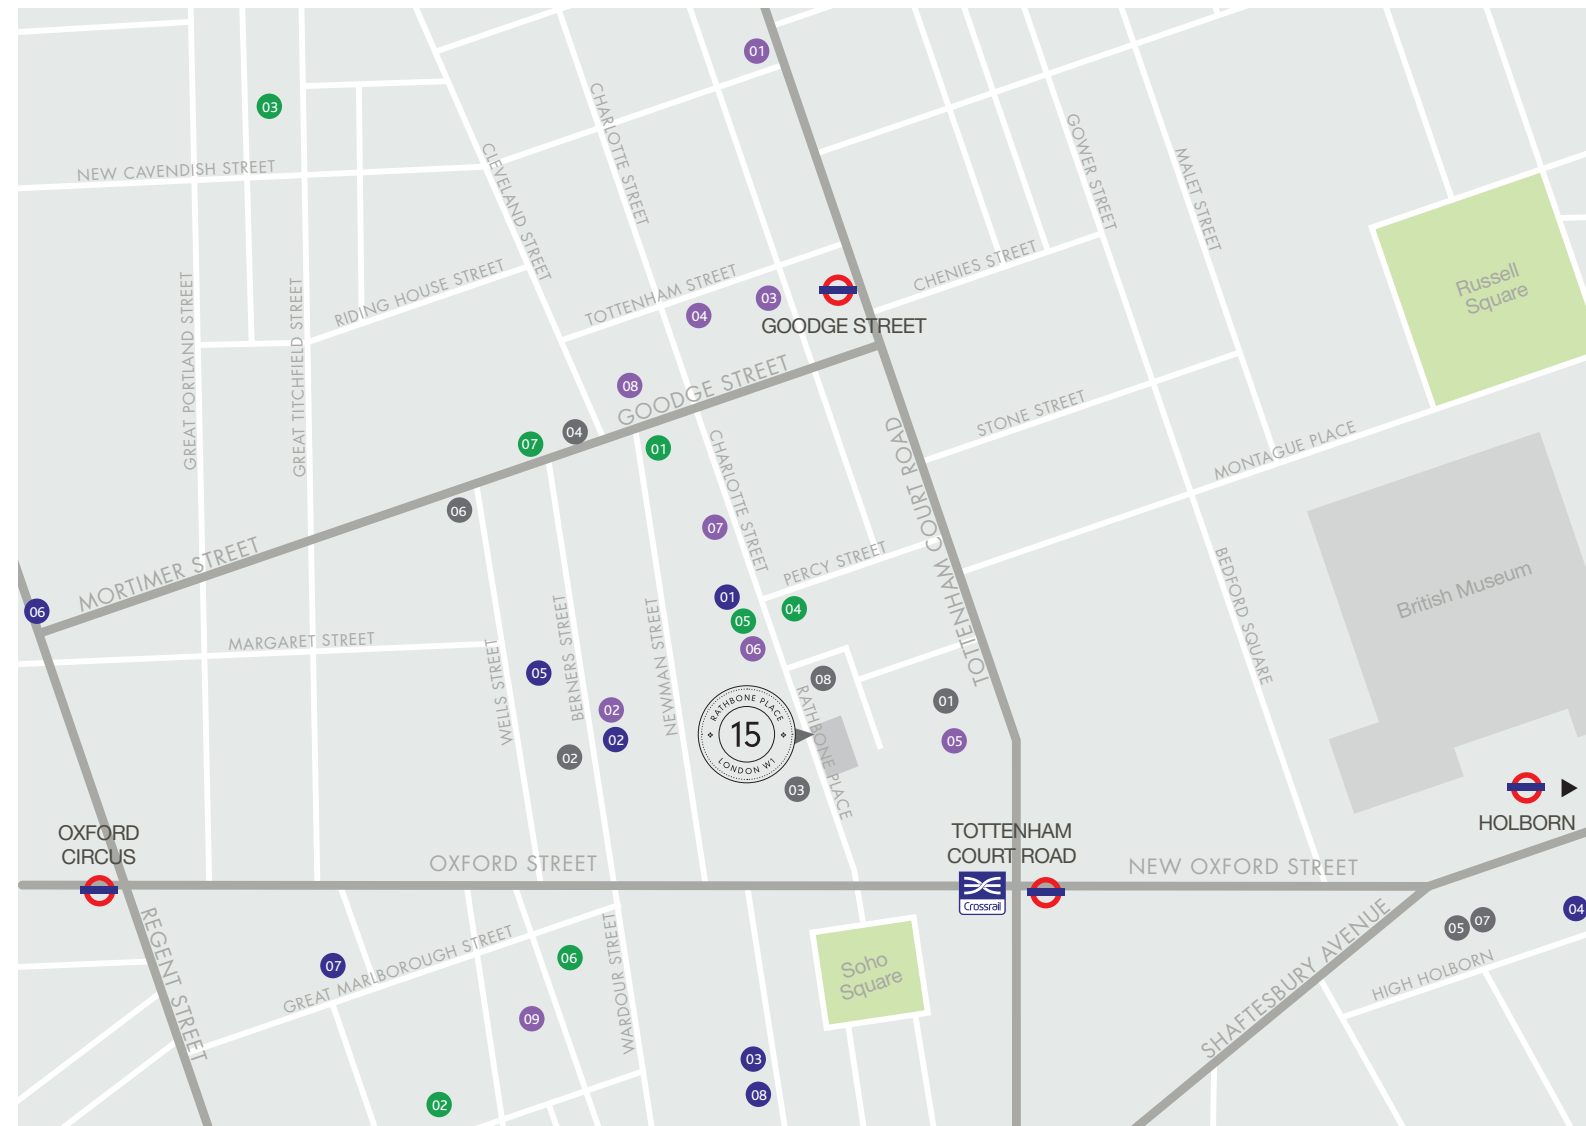 01
03
CHARLOTTE STREET
GOWER STREET
MALET STREET
NEW CAVENDISH STREET
CLEVELAND STREET
CHENIES STREET
RIDING HOUSE STREET
TOTTENHAM STREET
Russell
Square
03
04
GOODGE STREET
GREAT PORTLAND STREET
GREAT TITCHFIELD STREET
08
GOODGE STREET
STONE STREET
MONTAGUE PLACE
04
07
01
CHARLOTTE STREET
TOTTENHAM COURT ROAD
06
07
MORTIMER STREET
PERCY STREET
BEDFORD SQUARE
British Museum
06
01
04
05
06
MARGARET STREET
WELLS STREET
BERNERS STREET
NEWMAN STREET
05
08
01
02
02
02
05
RATHBONE PLACE
15
LONDON W1
RATHBONE PLACE
03
HOLBORN
OXFORD
CIRCUS
TOTTENHAM
COURT ROAD
OXFORD STREET
NEW OXFORD STREET
Crossrail
04
05
07
REGENT STREET
GREAT MARLBOROUGH STREET
WARDOUR STREET
06
07
Soho
Square
SHAFTESBURY AVENUE
HIGH HOLBORN
09
03
08
02